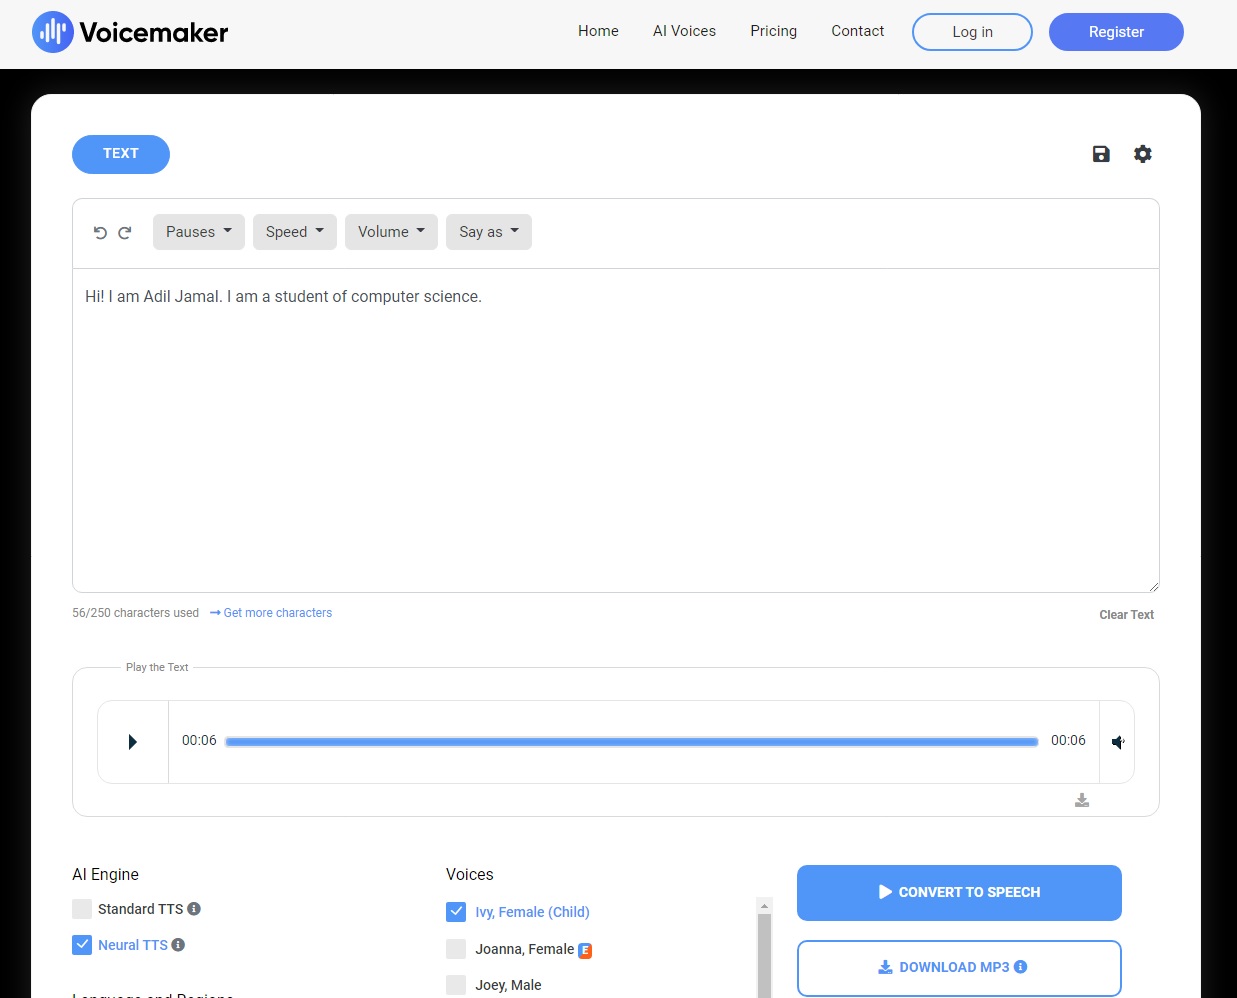 Voicemaker
Home AI Voices Pricing Contact Log in Register
TEXT
Pauses Speed Volume Say as
Hi! I am Adil Jamal. I am a student of computer science.
56/250 characters used → Get more characters
Clear Text
Play the Text
00:06 00:06
AI Engine
Standard TTS
Neural TTS
Language and Regions
Voices
Ivy, Female (Child)
Joanna, Female E
Joey, Male
CONVERT TO SPEECH
DOWNLOAD MP3